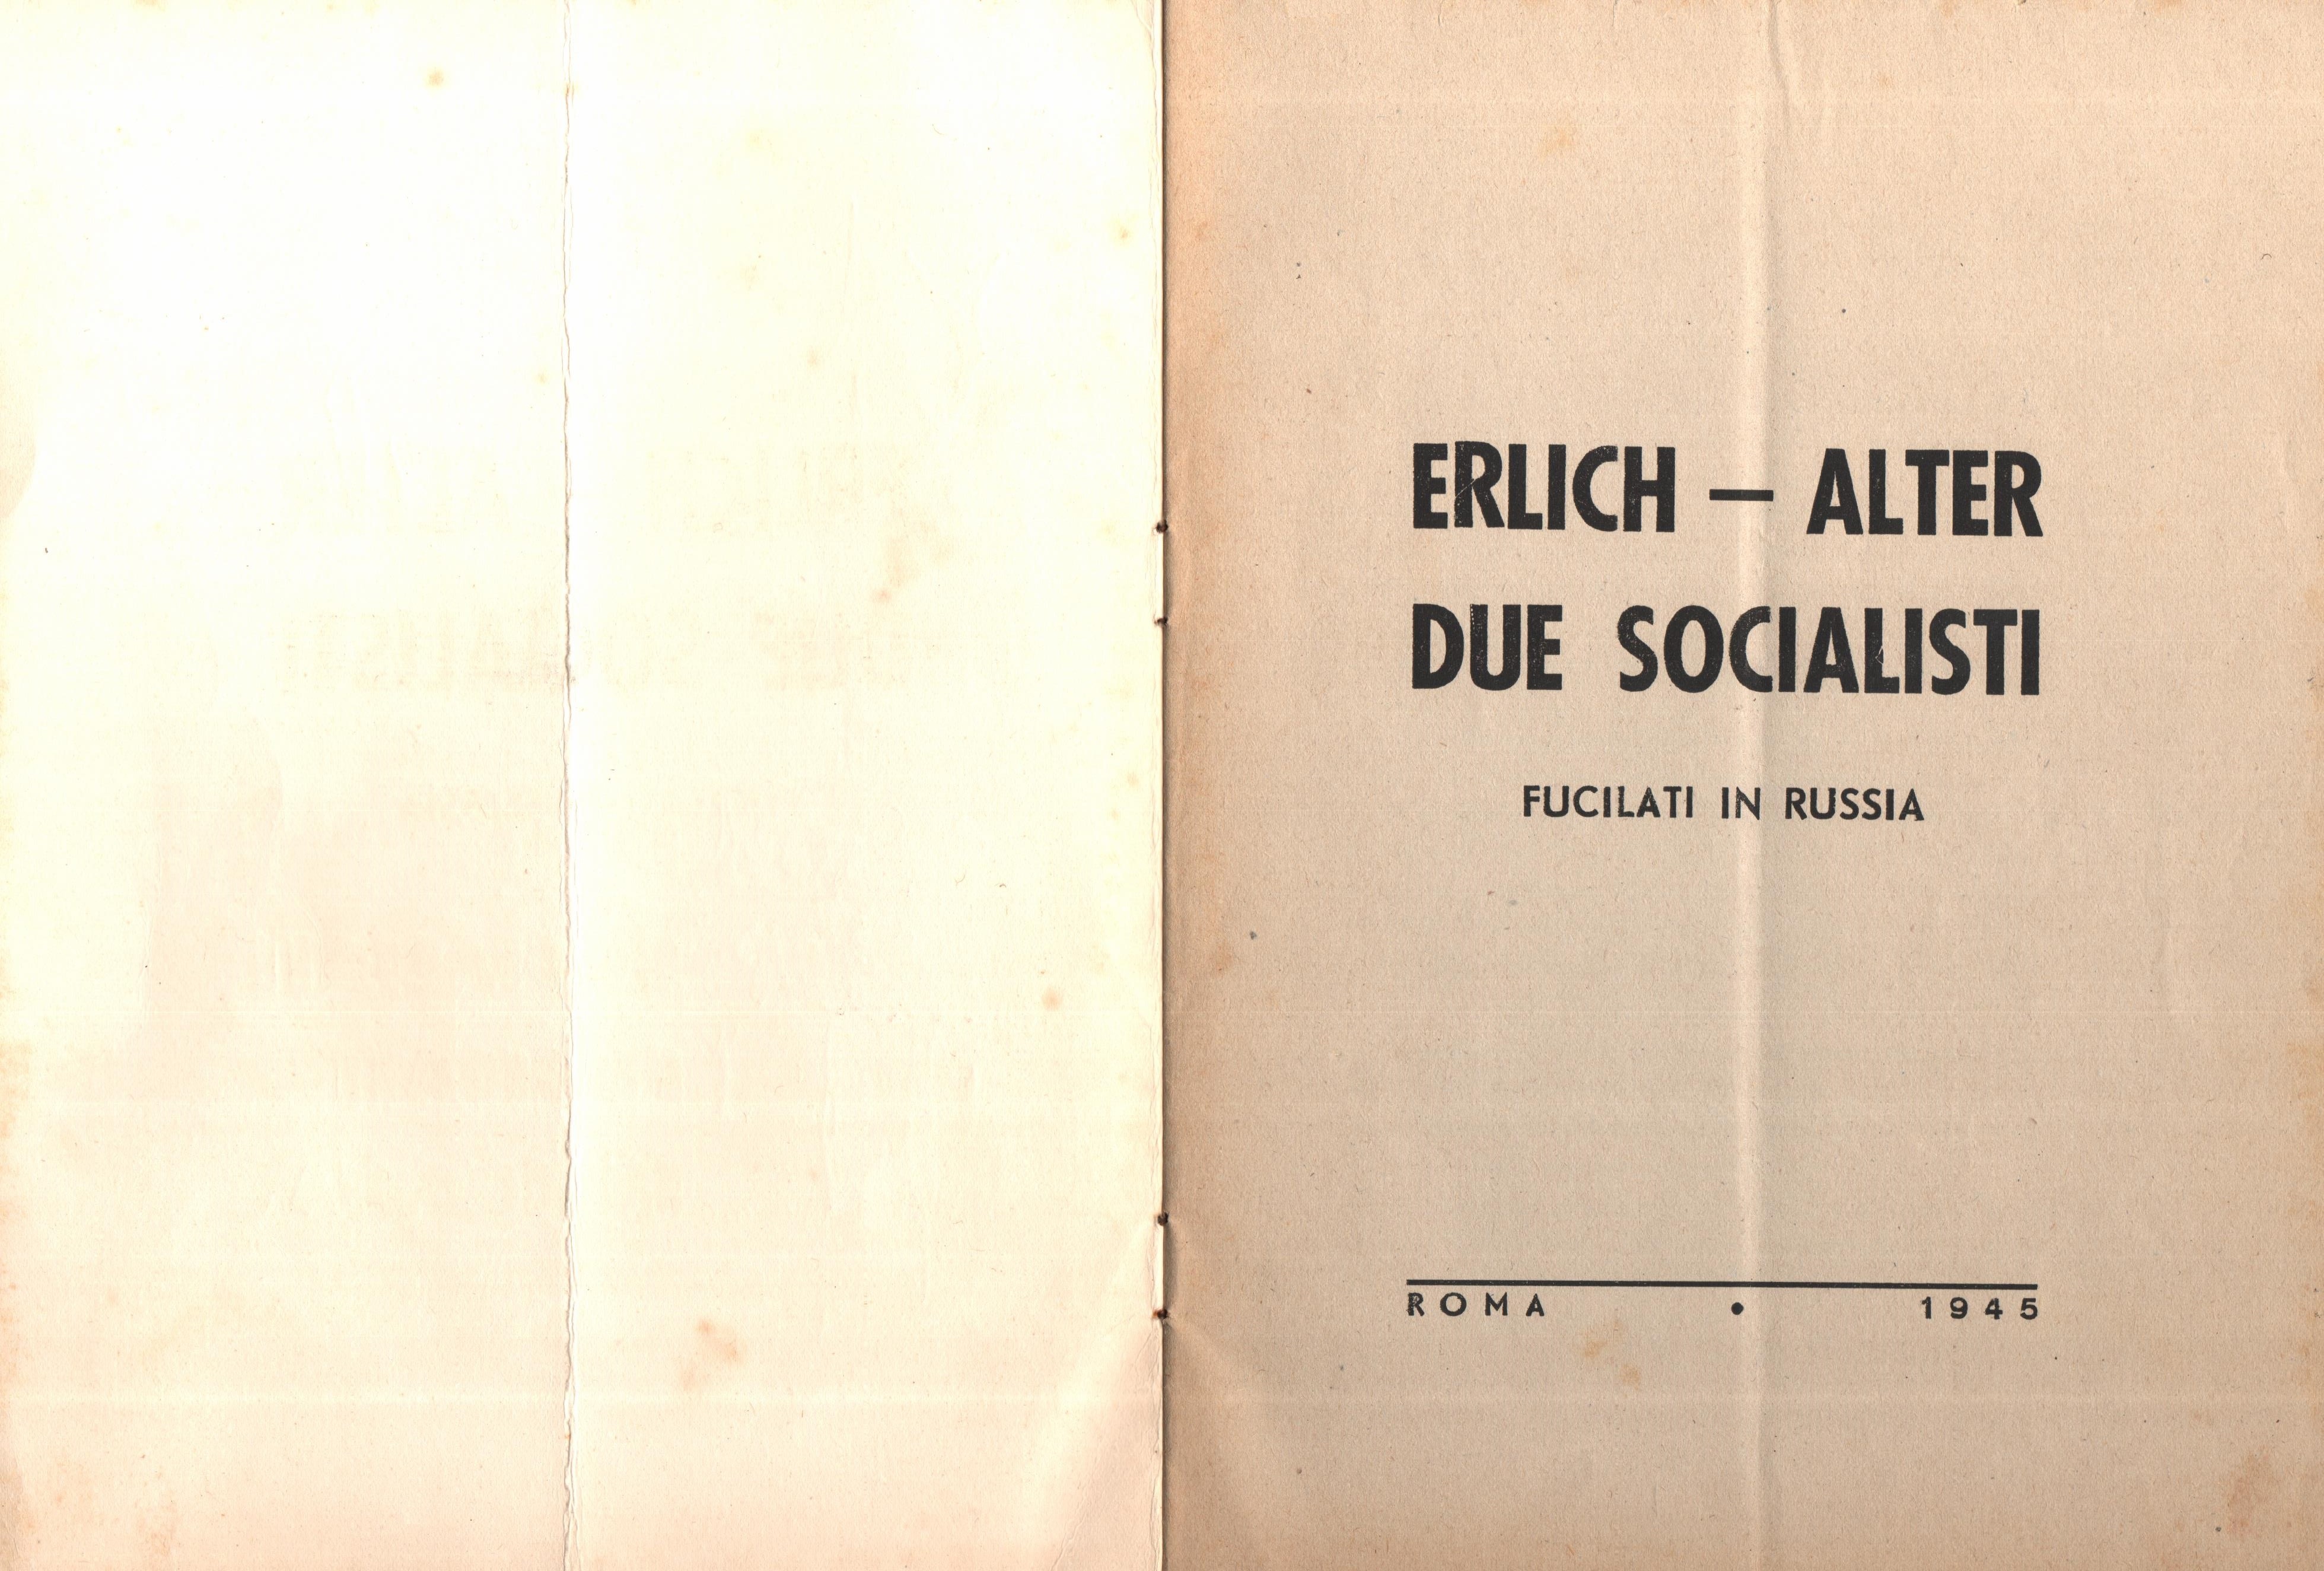 ERLICH — ALTER
DUE SOCIALISTI
FUCILATI IN RUSSIA
ROMA • 1945